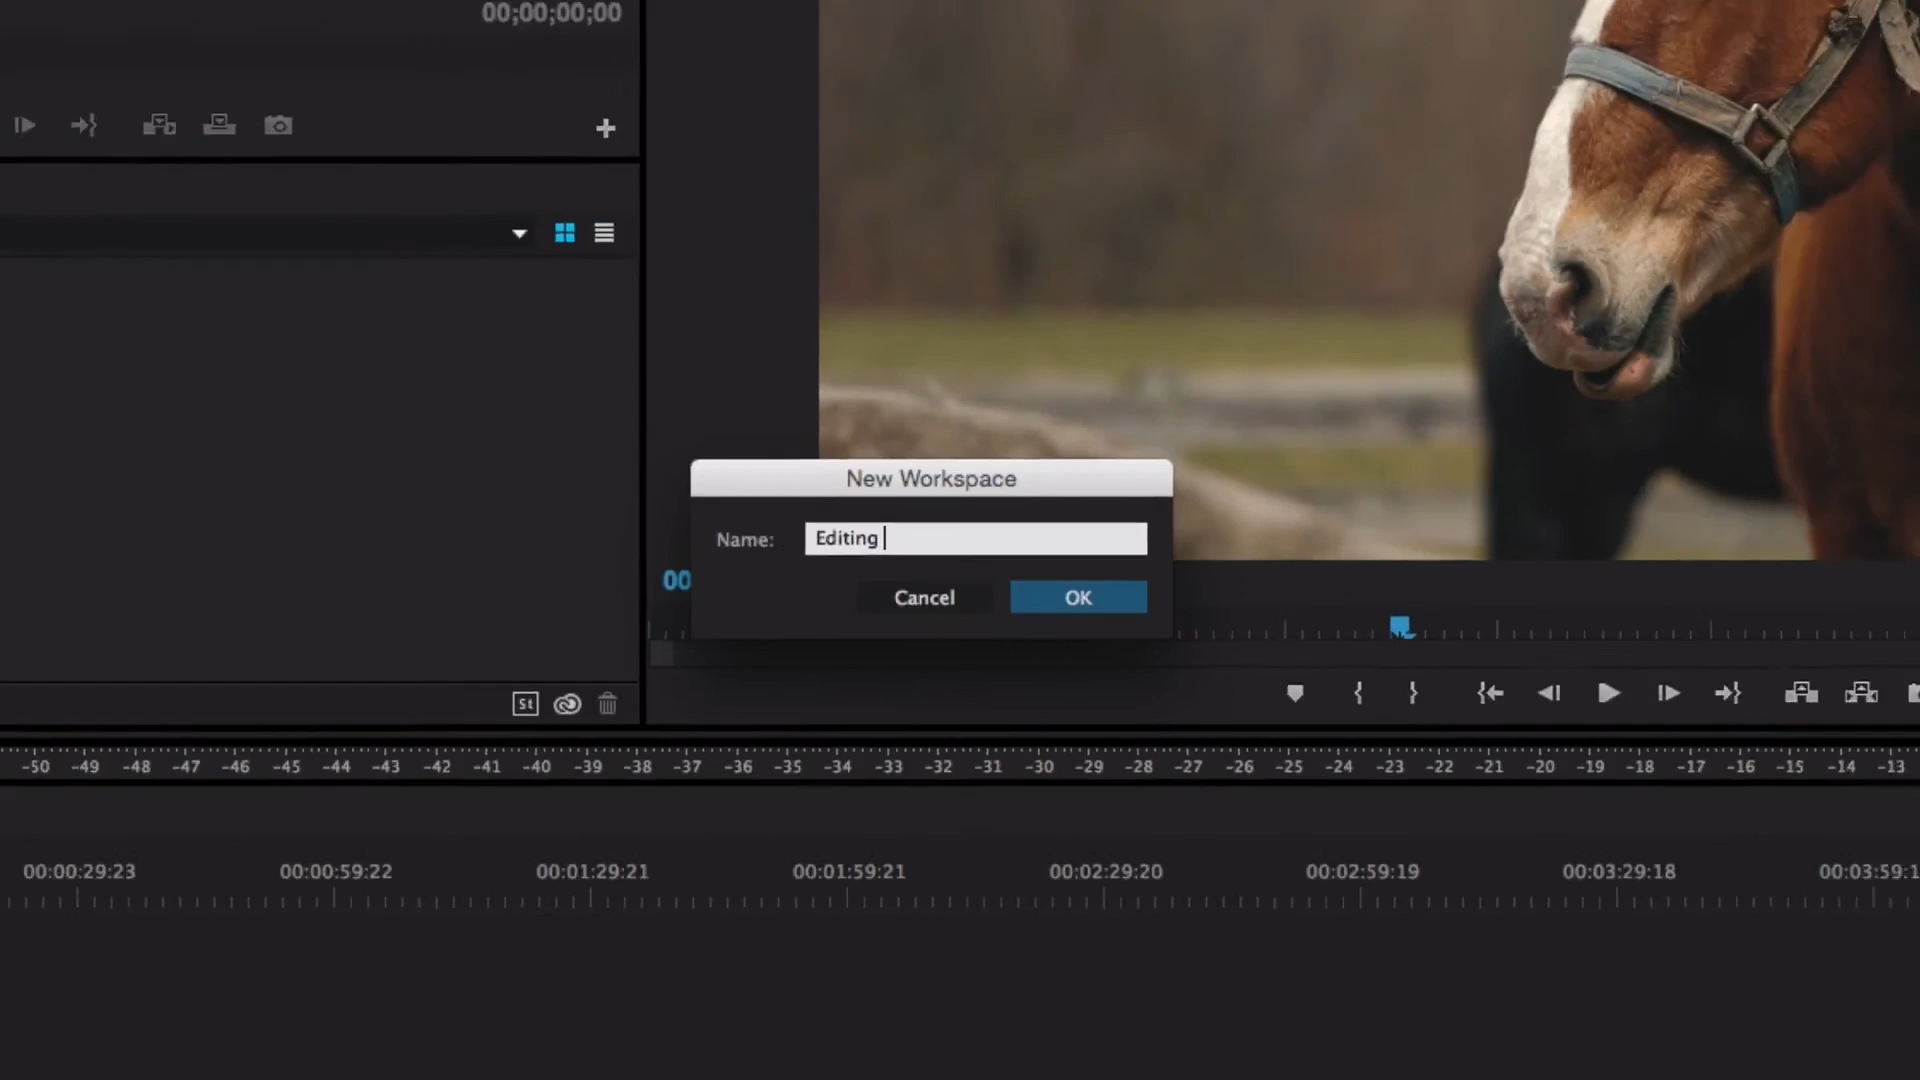 00;00;00;00
New Workspace
Name: Editing
00
Cancel OK
St
-50 -49 -48 -47 -46 -45 -44 -43 -42 -41 -40 -39 -38 -37 -36 -35 -34 -33 -32 -31 -30 -29 -28 -27 -26 -25 -24 -23 -22 -21 -20 -19 -18 -17 -16 -15 -14 -13
00:00:29:23 00:00:59:22 00:01:29:21 00:01:59:21 00:02:29:20 00:02:59:19 00:03:29:18 00:03:59:1